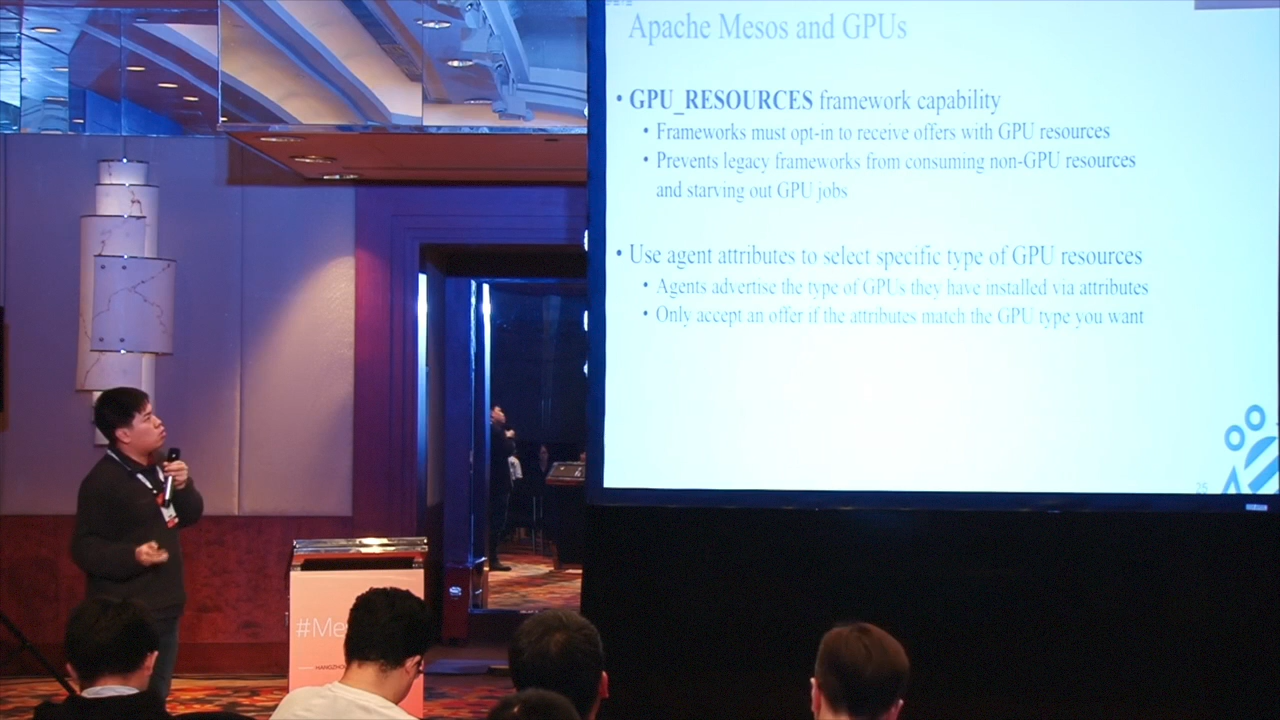 Apache Mesos and GPUs
• GPU_RESOURCES framework capability
• Frameworks must opt-in to receive offers with GPU resources
• Prevents legacy frameworks from consuming non-GPU resources
and starving out GPU jobs
• Use agent attributes to select specific type of GPU resources
• Agents advertise the type of GPUs they have installed via attributes
• Only accept an offer if the attributes match the GPU type you want
25
#Me
HANGZHOU